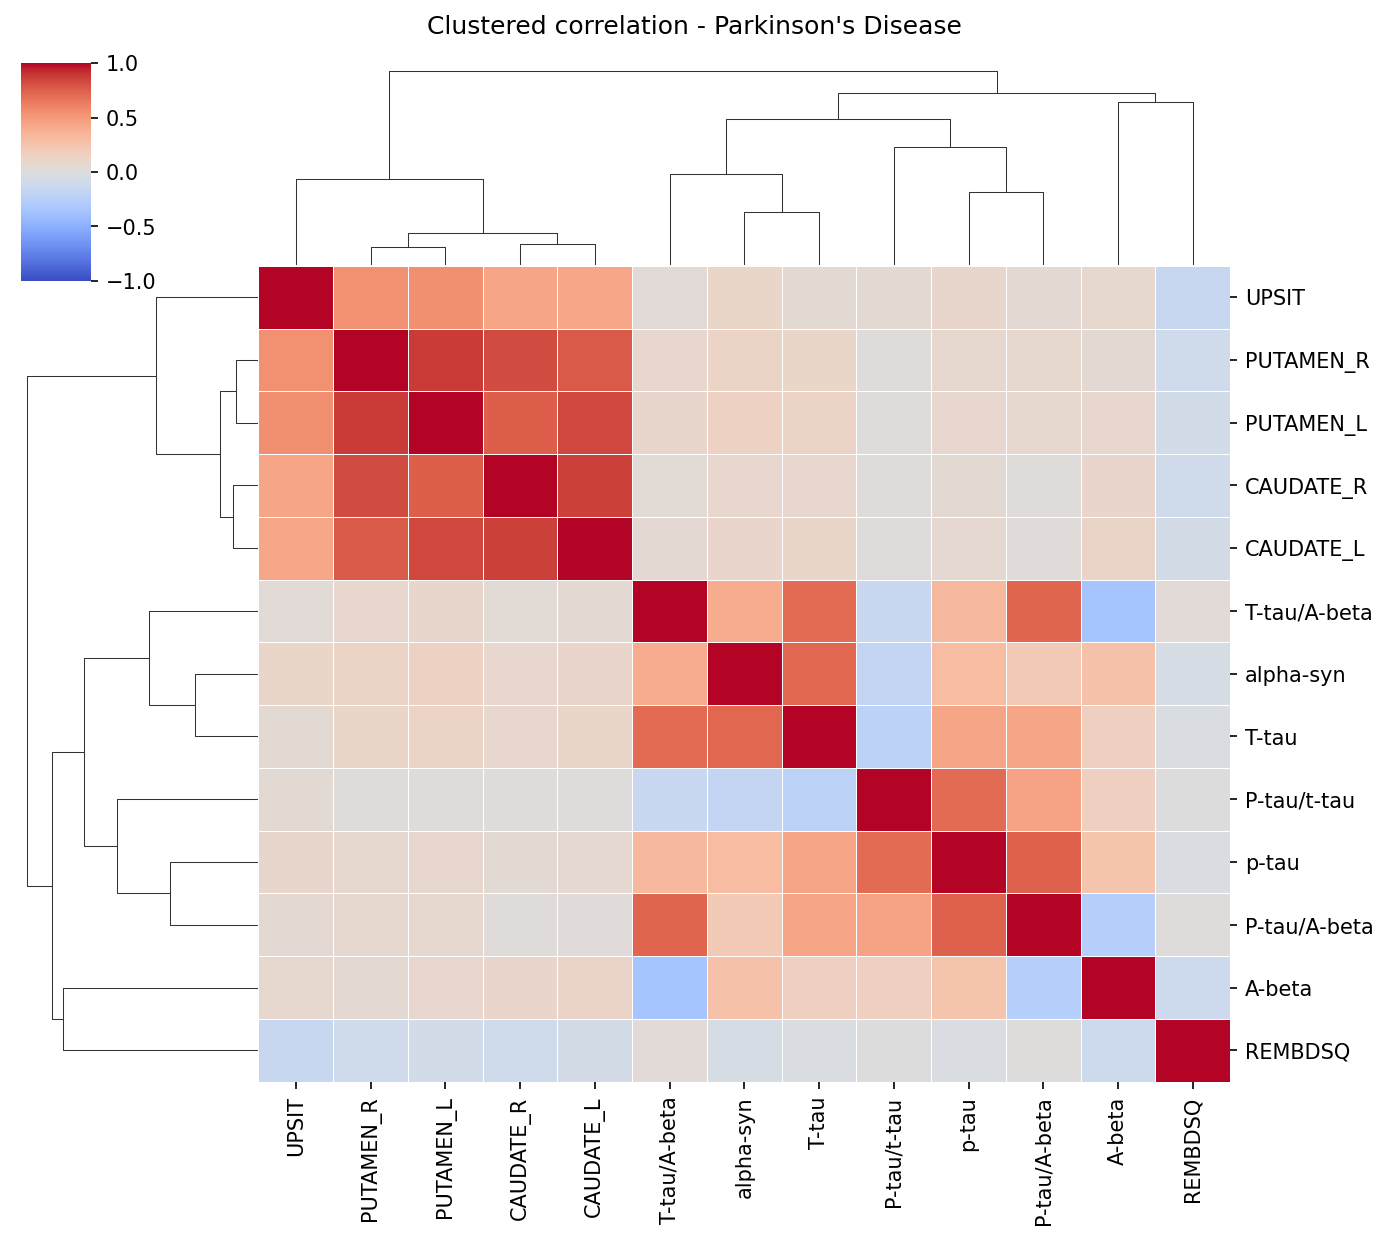 Clustered correlation - Parkinson's Disease
1.0
0.5
0.0
−0.5
−1.0
UPSIT
PUTAMEN_R
PUTAMEN_L
CAUDATE_R
CAUDATE_L
T-tau/A-beta
alpha-syn
T-tau
P-tau/t-tau
p-tau
P-tau/A-beta
A-beta
REMBDSQ
UPSIT
PUTAMEN_R
PUTAMEN_L
CAUDATE_R
CAUDATE_L
T-tau/A-beta
alpha-syn
T-tau
P-tau/t-tau
p-tau
P-tau/A-beta
A-beta
REMBDSQ